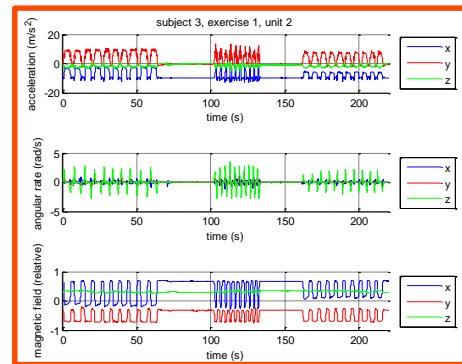 subject 3, exercise 1, unit 2
acceleration (m/s²)
20
0
-20
0
50
100
150
200
time (s)
x
y
z
angular rate (rad/s)
5
0
-5
0
50
100
150
200
time (s)
x
y
z
magnetic field (relative)
1
0
-1
0
50
100
150
200
time (s)
x
y
z